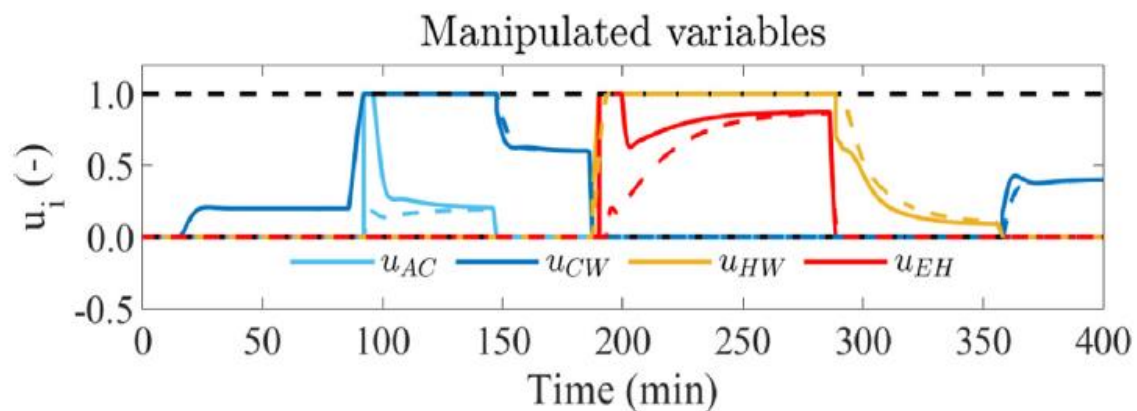 Manipulated variables
u_i (-)
1.0
0.5
0.0
-0.5
u_AC u_CW u_HW u_EH
0 50 100 150 200 250 300 350 400
Time (min)